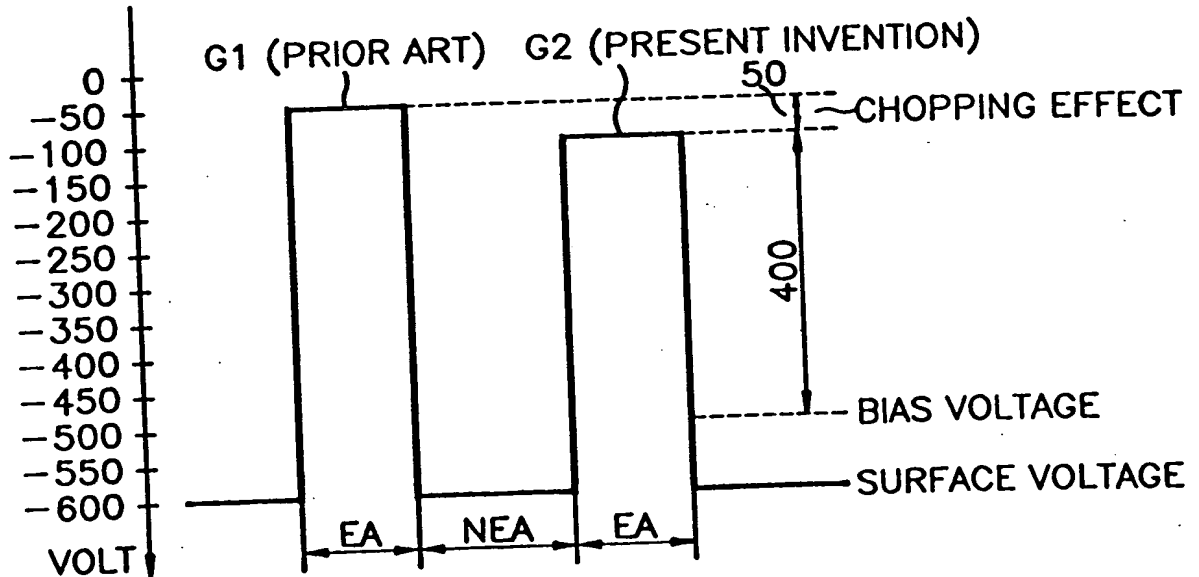 G1 (PRIOR ART)
G2 (PRESENT INVENTION)
0
−50
−100
−150
−200
−250
−300
−350
−400
−450
−500
−550
−600
VOLT
50
CHOPPING EFFECT
400
BIAS VOLTAGE
SURFACE VOLTAGE
EA
NEA
EA